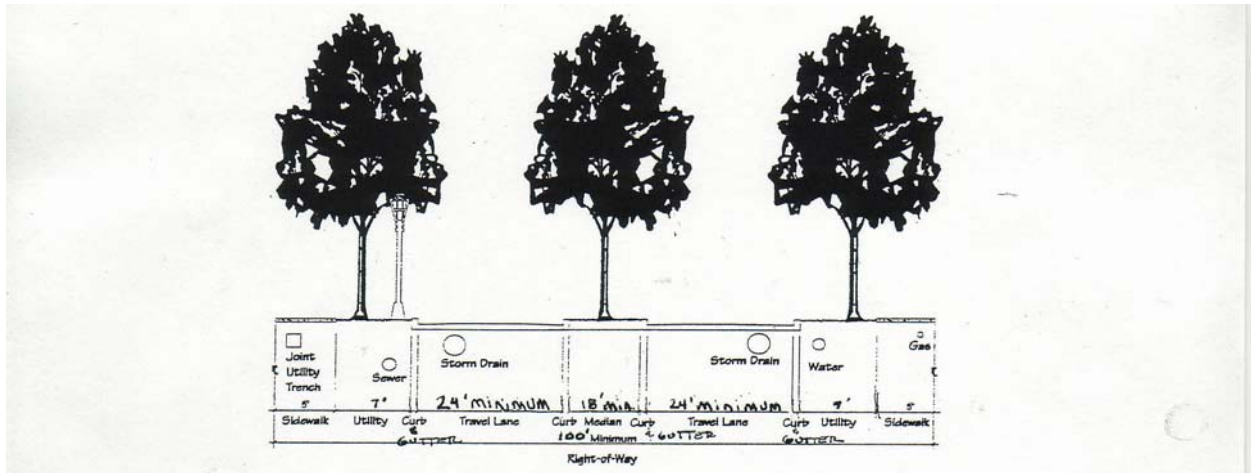 Joint
Utility
Trench
Sewer
Storm Drain
Storm Drain
Water
Gas
5' 7' 24' minimum 18' min. 24' minimum 5'
Sidewalk Utility Curb Travel Lane Curb Median Curb Travel Lane Curb Utility Sidewalk
& GUTTER 100' Minimum & GUTTER & GUTTER
Right-of-Way